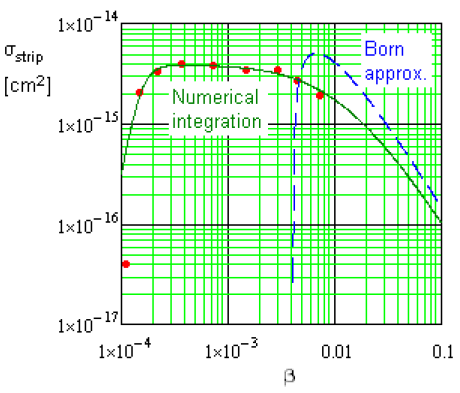 1×10⁻¹⁴
σstrip
[cm²]
Born
approx.
Numerical
integration
1×10⁻¹⁵
1×10⁻¹⁶
1×10⁻¹⁷
1×10⁻⁴
1×10⁻³
0.01
0.1
β